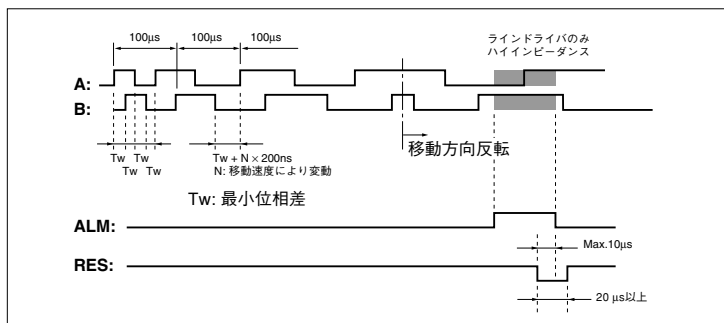 100μs 100μs 100μs
ラインドライバのみ
ハイインピーダンス
A:
B:
移動方向反転
Tw Tw
Tw Tw
Tw + N × 200ns
N: 移動速度により変動
Tw: 最小位相差
ALM:
Max.10μs
RES:
20 μs以上